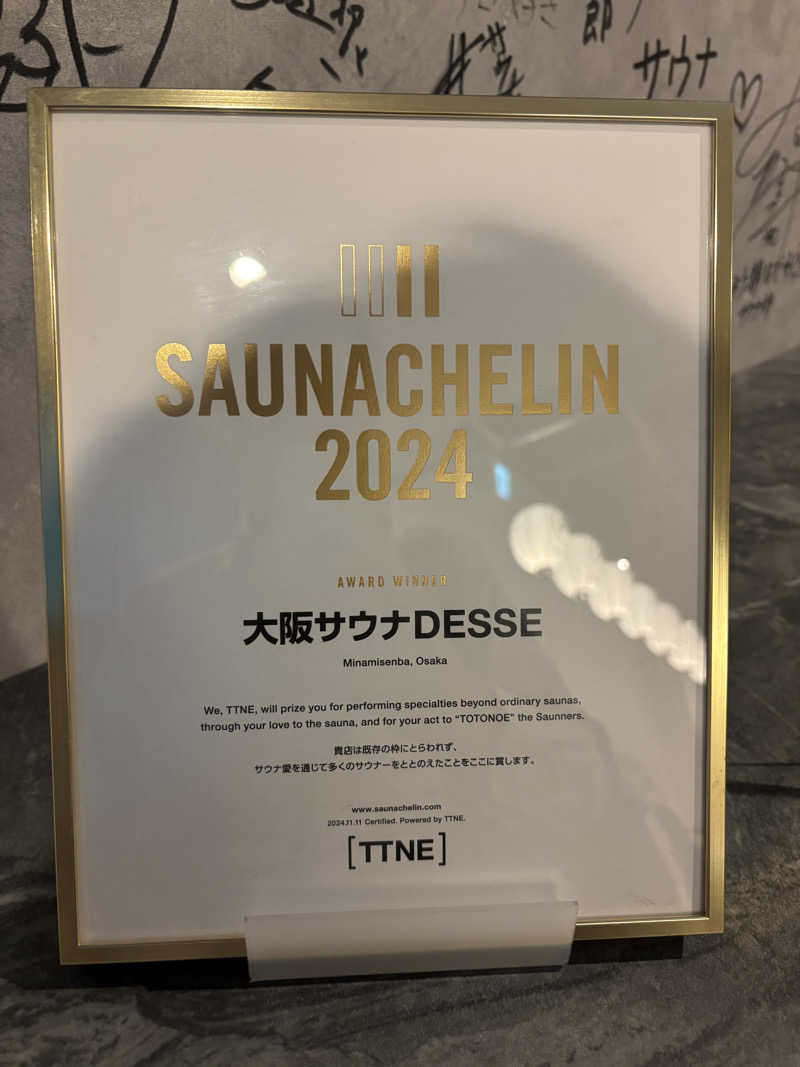 サウナ
SAUNACHELIN
2024
AWARD WINNER
大阪サウナDESSE
Minamisenba, Osaka
We, TTNE, will prize you for performing specialties beyond ordinary saunas,
through your love to the sauna, and for your act to “TOTONOE” the Saunners.
貴店は既存の枠にとらわれず、
サウナ愛を通じて多くのサウナーをととのえたことをここに賞します。
www.saunachelin.com
2024.11.11 Certified. Powered by TTNE.
[TTNE]